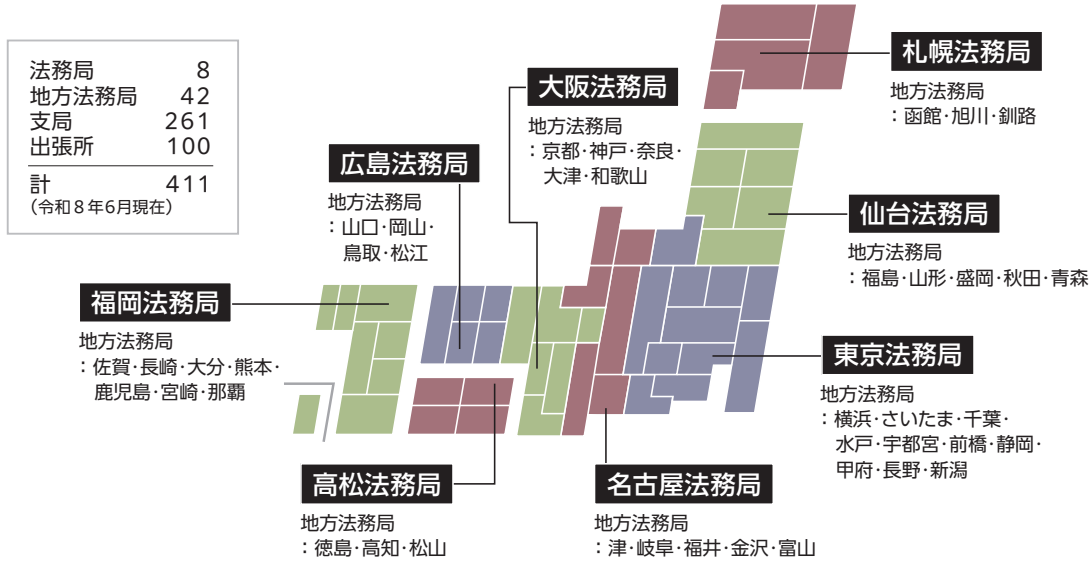 法務局 8
地方法務局 42
支局 261
出張所 100
計 411
（令和８年6月現在）
札幌法務局
地方法務局
：函館・旭川・釧路
大阪法務局
地方法務局
：京都・神戸・奈良・
大津・和歌山
広島法務局
地方法務局
：山口・岡山・
鳥取・松江
仙台法務局
地方法務局
：福島・山形・盛岡・秋田・青森
福岡法務局
地方法務局
：佐賀・長崎・大分・熊本・
鹿児島・宮崎・那覇
東京法務局
地方法務局
：横浜・さいたま・千葉・
水戸・宇都宮・前橋・静岡・
甲府・長野・新潟
高松法務局
地方法務局
：徳島・高知・松山
名古屋法務局
地方法務局
：津・岐阜・福井・金沢・富山